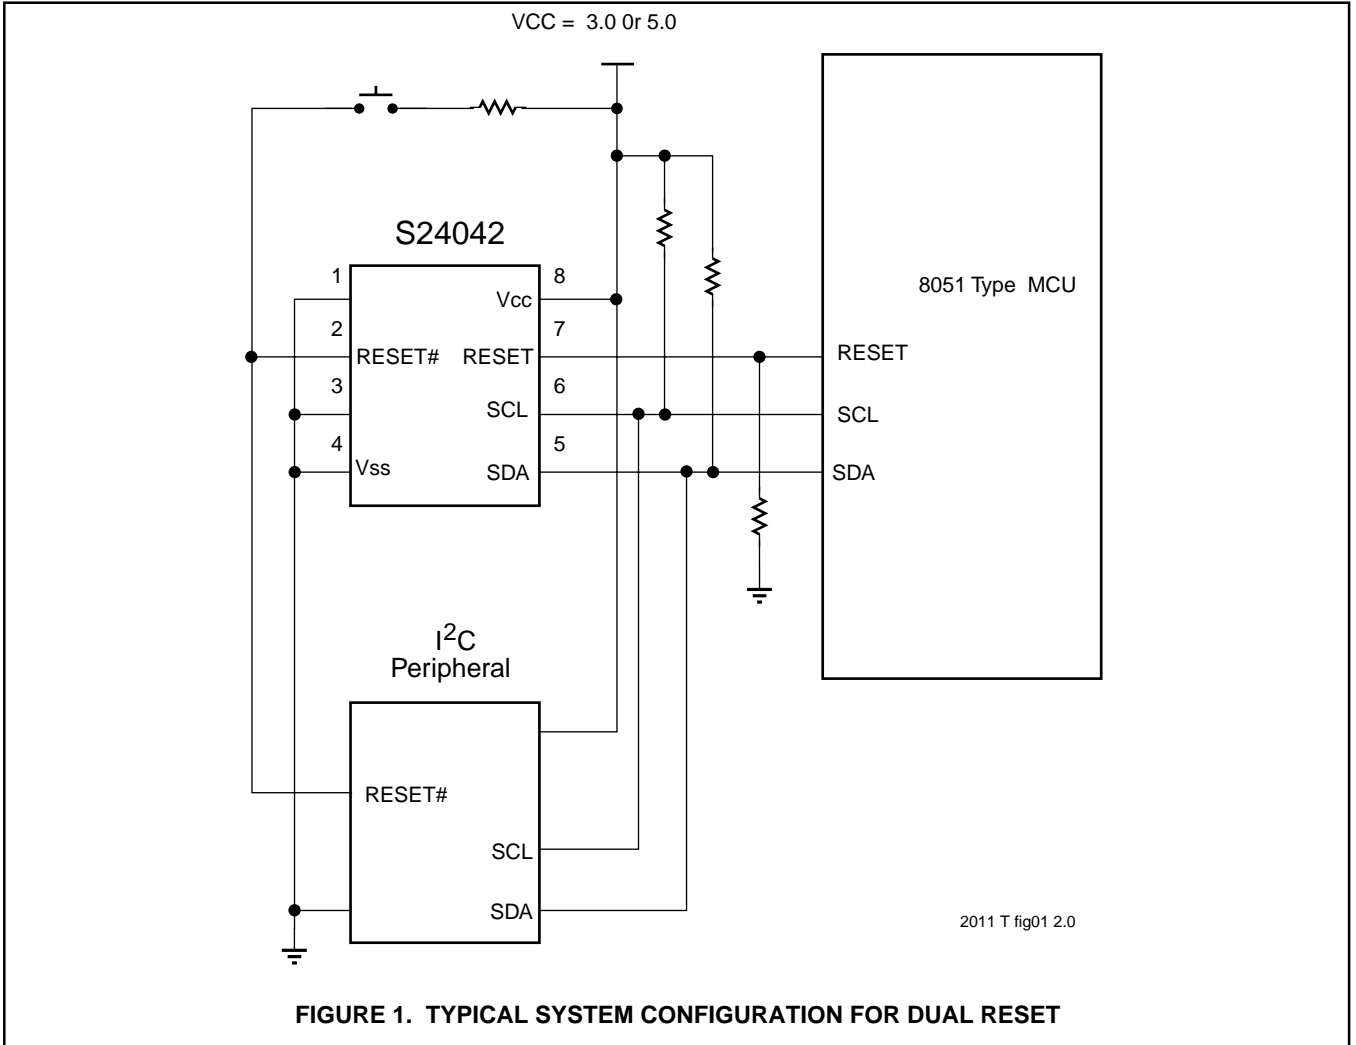 VCC = 3.0 0r 5.0
S24042
1
8
Vcc
2
7
RESET#
RESET
3
6
SCL
4
5
Vss
SDA
8051 Type MCU
RESET
SCL
SDA
I²C
Peripheral
RESET#
SCL
SDA
2011 T fig01 2.0
FIGURE 1. TYPICAL SYSTEM CONFIGURATION FOR DUAL RESET